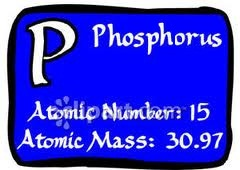 P
Phosphorus
Atomic Number: 15
Atomic Mass: 30.97